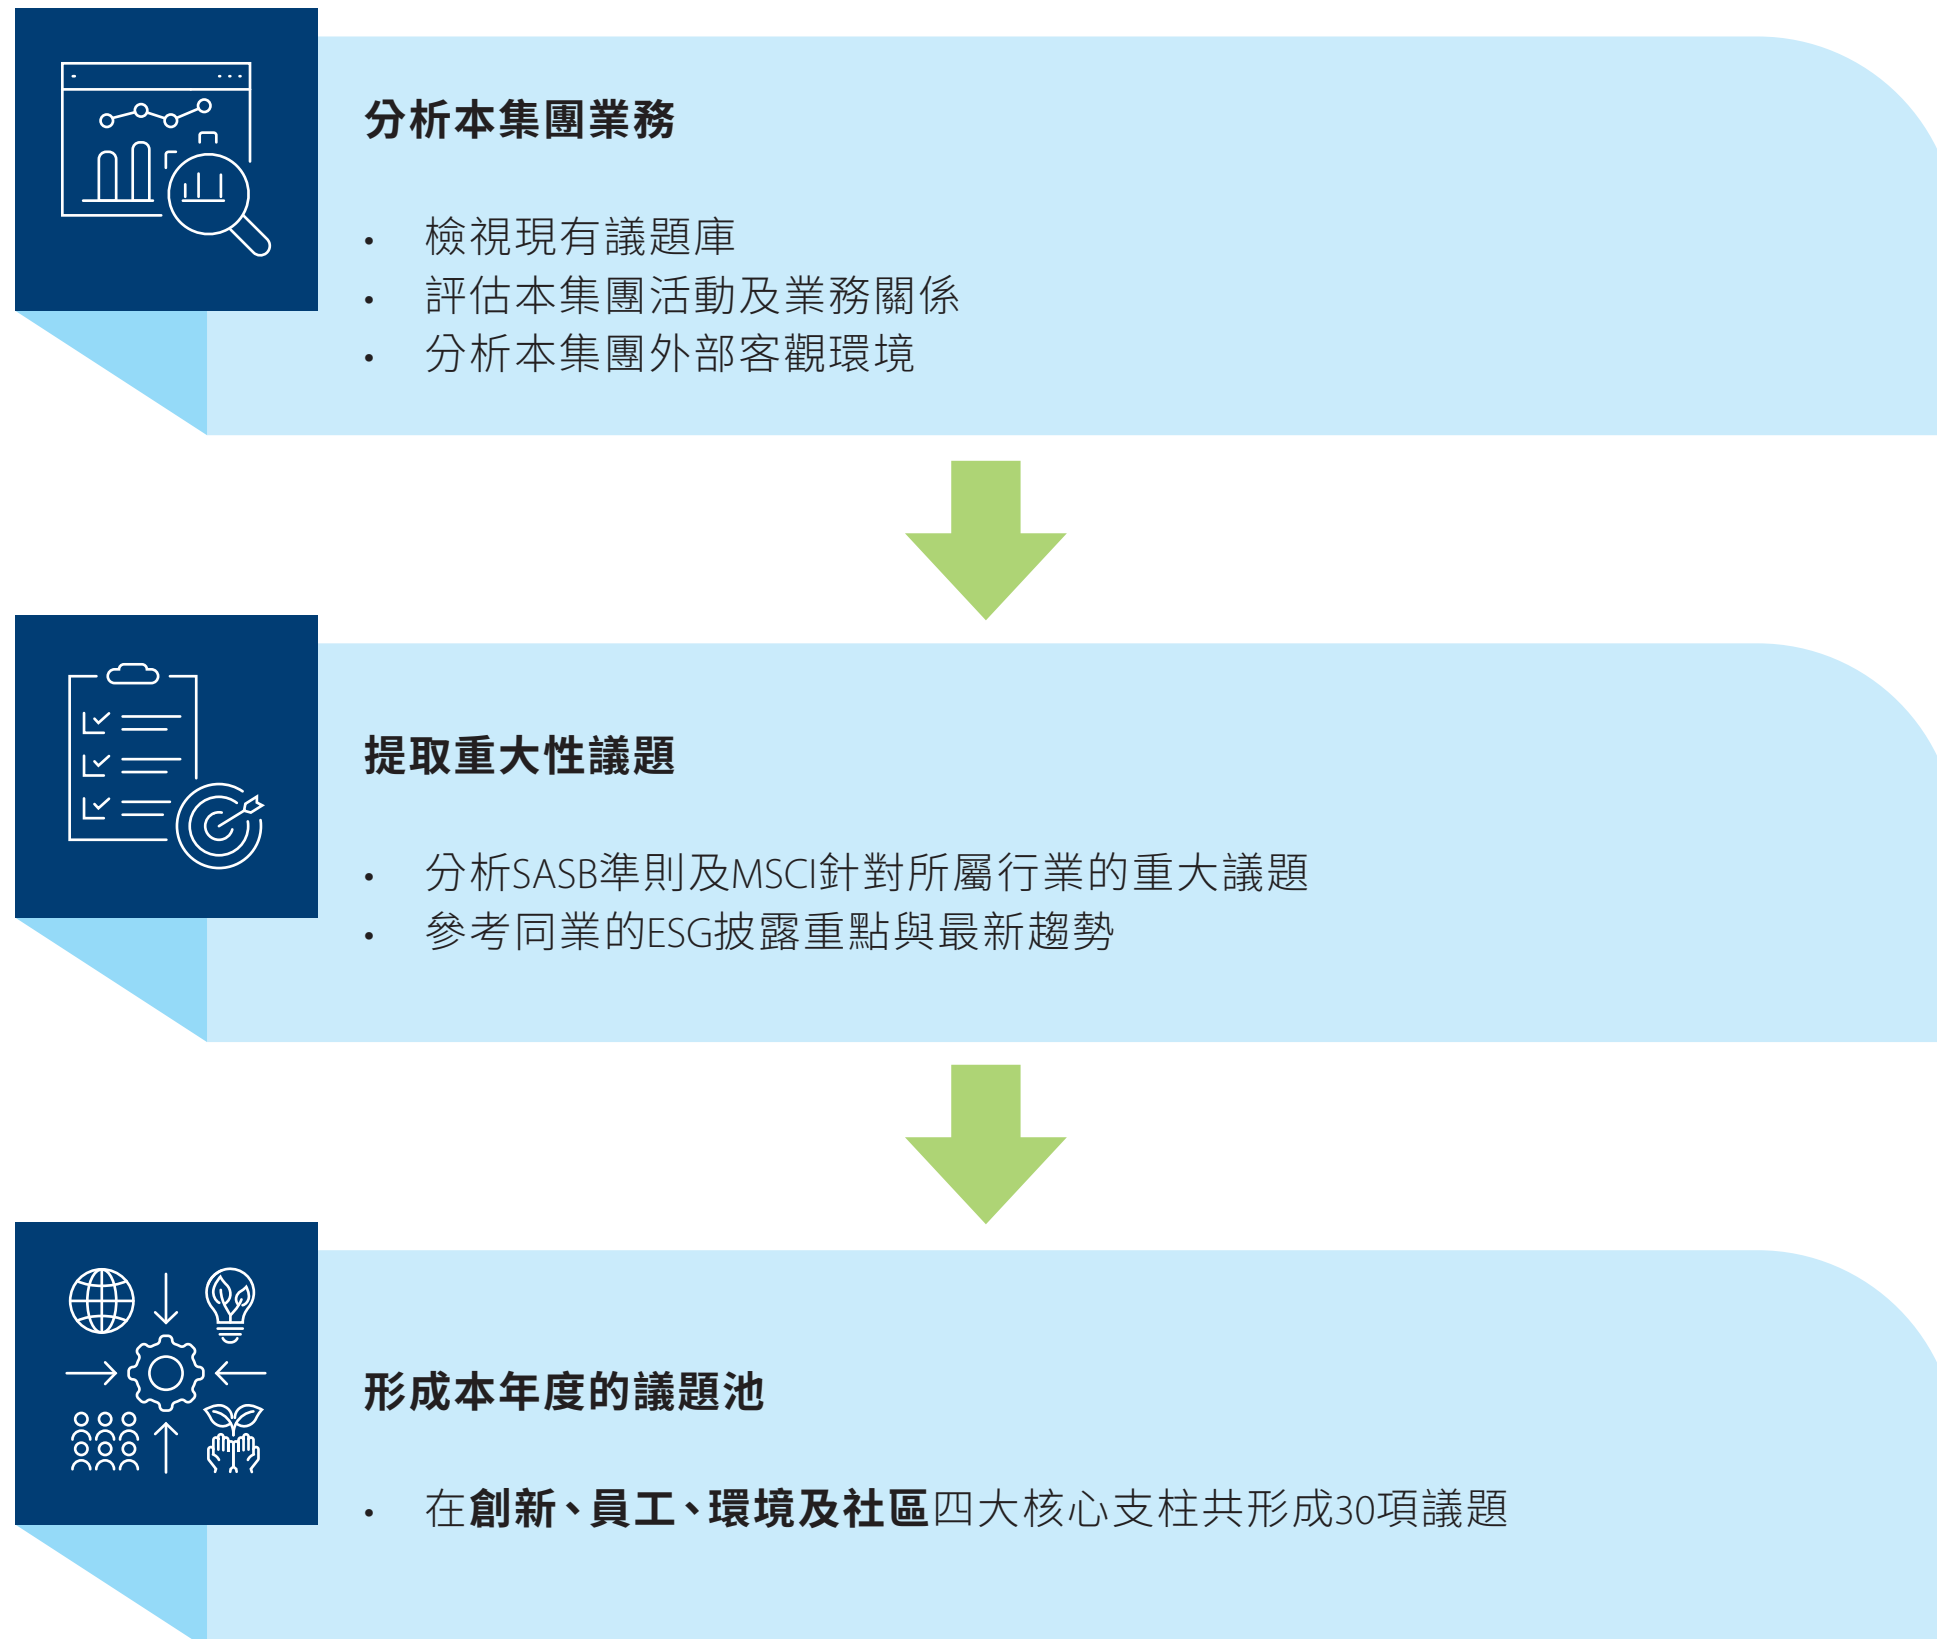 分析本集團業務
• 檢視現有議題庫
• 評估本集團活動及業務關係
• 分析本集團外部客觀環境
提取重大性議題
• 分析SASB準則及MSCI針對所屬行業的重大議題
• 參考同業的ESG披露重點與最新趨勢
形成本年度的議題池
• 在創新、員工、環境及社區四大核心支柱共形成30項議題